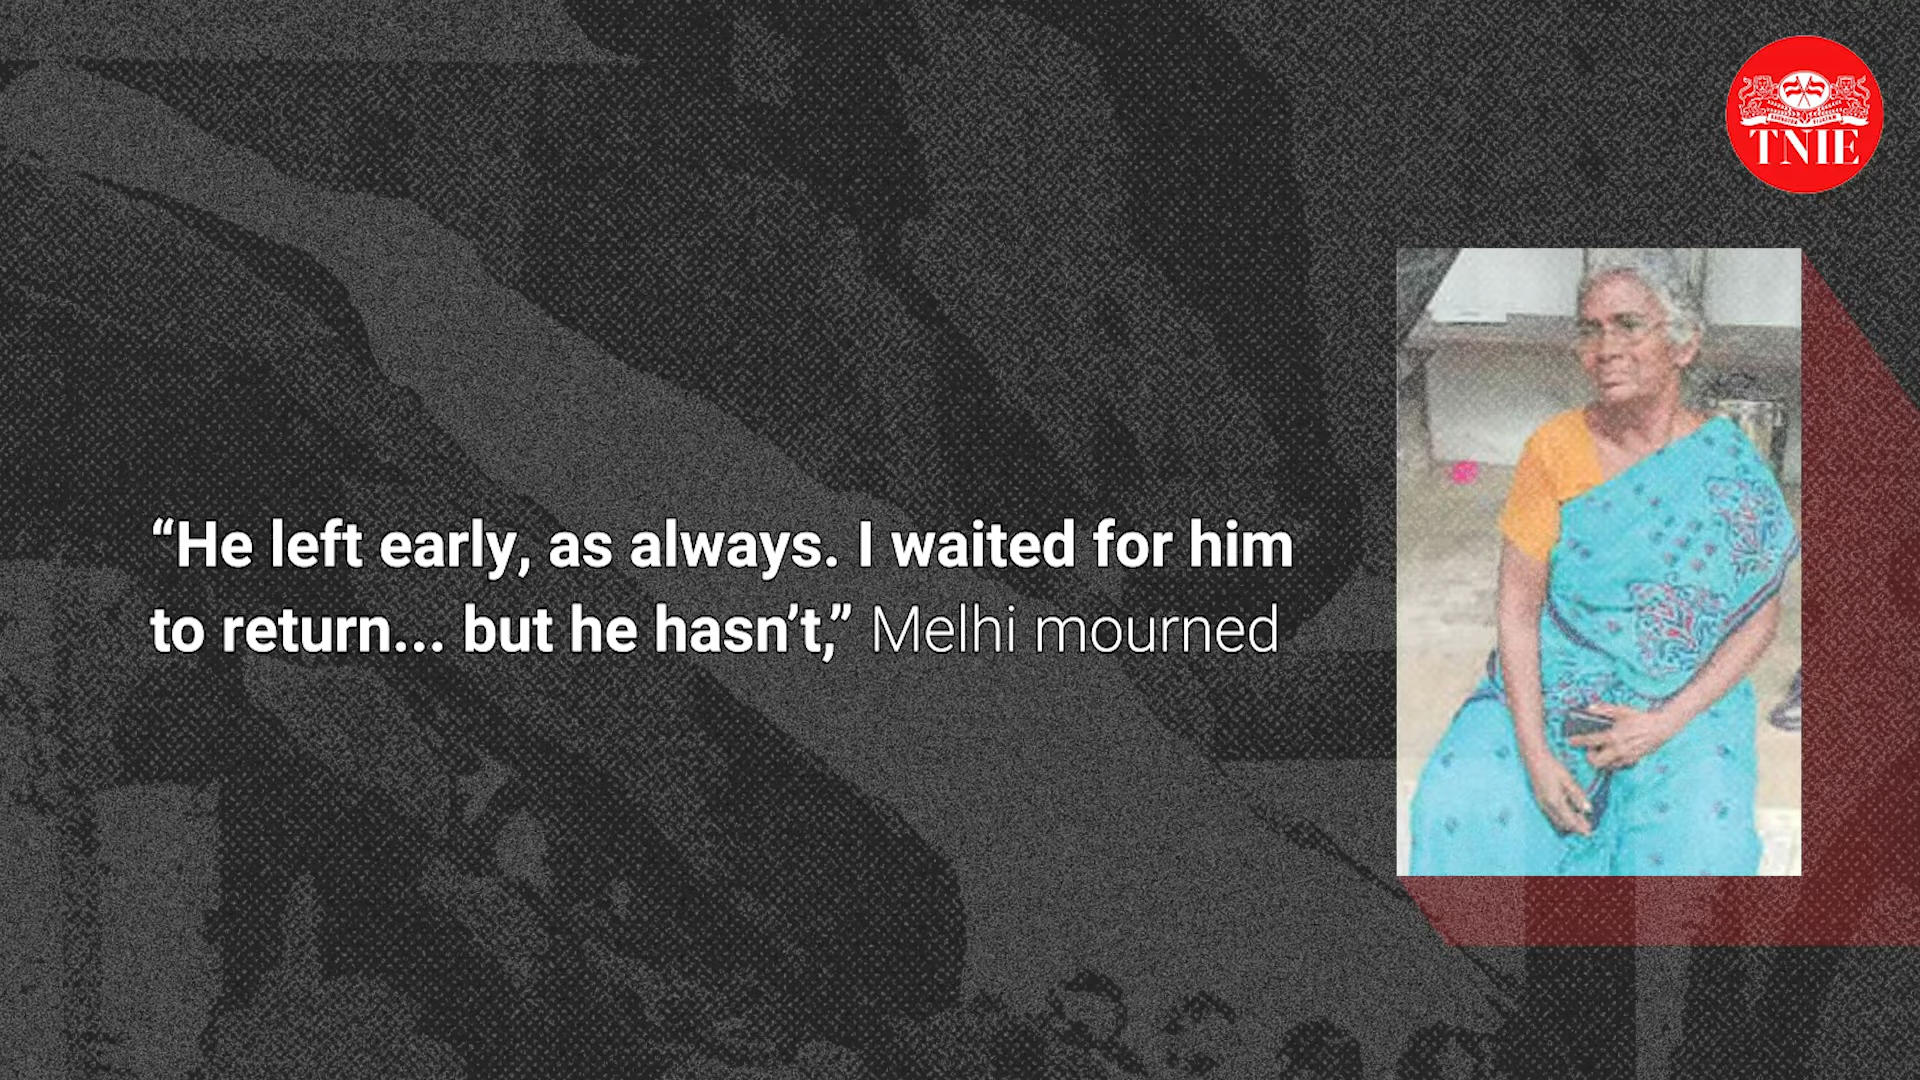 TNIE
“He left early, as always. I waited for him
to return... but he hasn’t,” Melhi mourned